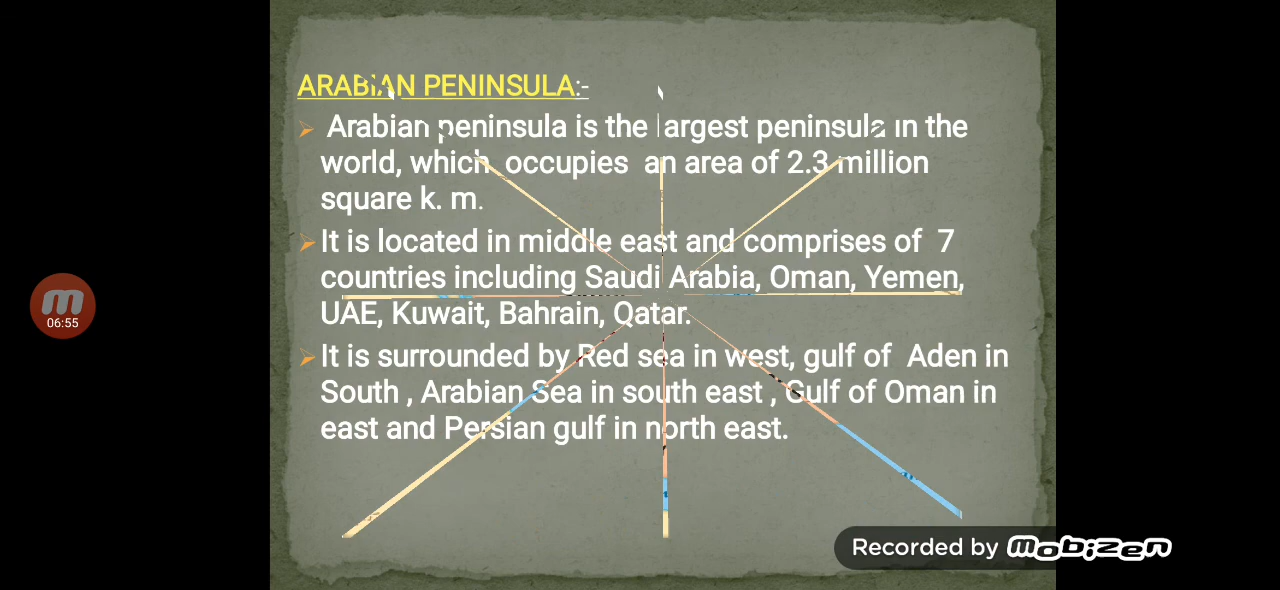 ARABIAN PENINSULA:-
Arabian peninsula is the largest peninsula in the
world, which occupies an area of 2.3 million
square k. m.
It is located in middle east and comprises of 7
countries including Saudi Arabia, Oman, Yemen,
UAE, Kuwait, Bahrain, Qatar.
It is surrounded by Red sea in west, gulf of Aden in
South , Arabian Sea in south east , Gulf of Oman in
east and Persian gulf in north east.
06:55
Recorded by mobizen